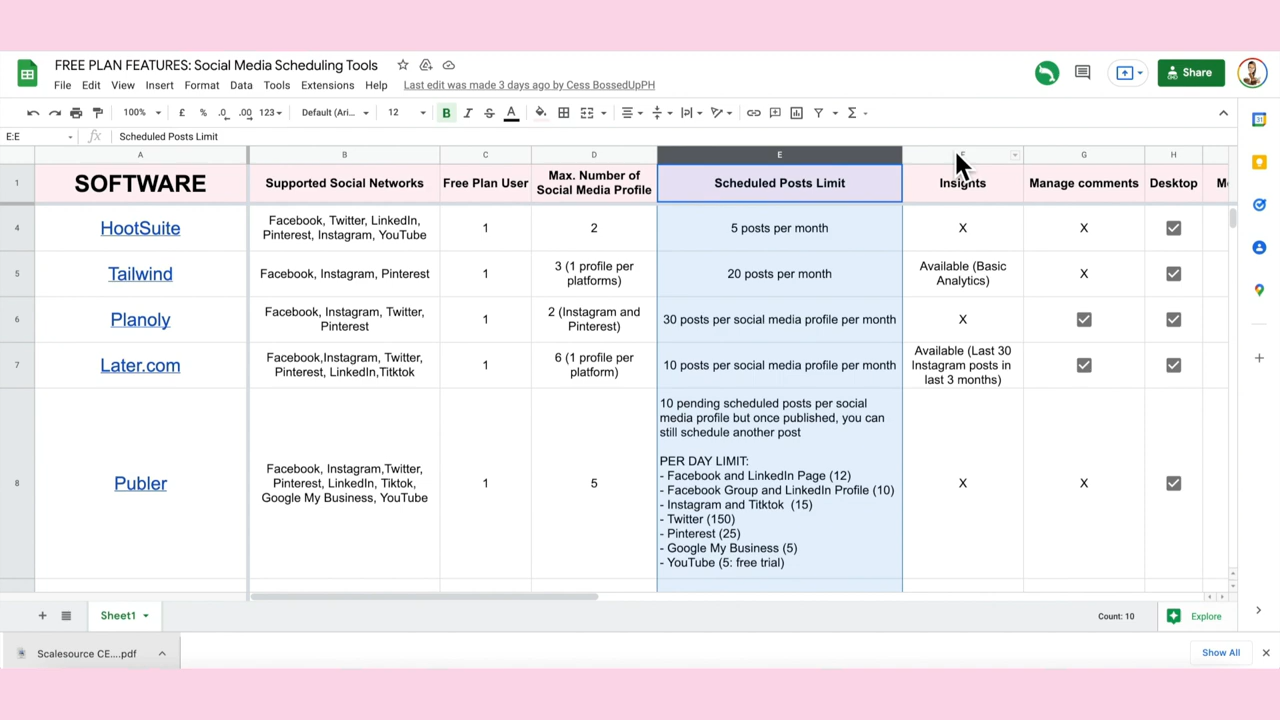 FREE PLAN FEATURES: Social Media Scheduling Tools
File Edit View Insert Format Data Tools Extensions Help Last edit was made 3 days ago by Cess BossedUpPH
Share
100% £ % .0 .00 123 Default (Ari... 12 B I S A
E:E fx Scheduled Posts Limit
A B C D E G H
1 SOFTWARE Supported Social Networks Free Plan User Max. Number of Social Media Profile Scheduled Posts Limit Insights Manage comments Desktop
4 HootSuite Facebook, Twitter, LinkedIn, Pinterest, Instagram, YouTube 1 2 5 posts per month X X
5 Tailwind Facebook, Instagram, Pinterest 1 3 (1 profile per platforms) 20 posts per month Available (Basic Analytics) X
6 Planoly Facebook, Instagram, Twitter, Pinterest 1 2 (Instagram and Pinterest) 30 posts per social media profile per month X
7 Later.com Facebook,Instagram, Twitter, Pinterest, LinkedIn,Titktok 1 6 (1 profile per platform) 10 posts per social media profile per month Available (Last 30 Instagram posts in last 3 months)
8 Publer Facebook, Instagram,Twitter, Pinterest, LinkedIn, Tiktok, Google My Business, YouTube 1 5
10 pending scheduled posts per social
media profile but once published, you can
still schedule another post
PER DAY LIMIT:
- Facebook and LinkedIn Page (12)
- Facebook Group and LinkedIn Profile (10)
- Instagram and Titktok (15)
- Twitter (150)
- Pinterest (25)
- Google My Business (5)
- YouTube (5: free trial)
X X
Sheet1 Count: 10 Explore
Scalesource CE....pdf Show All